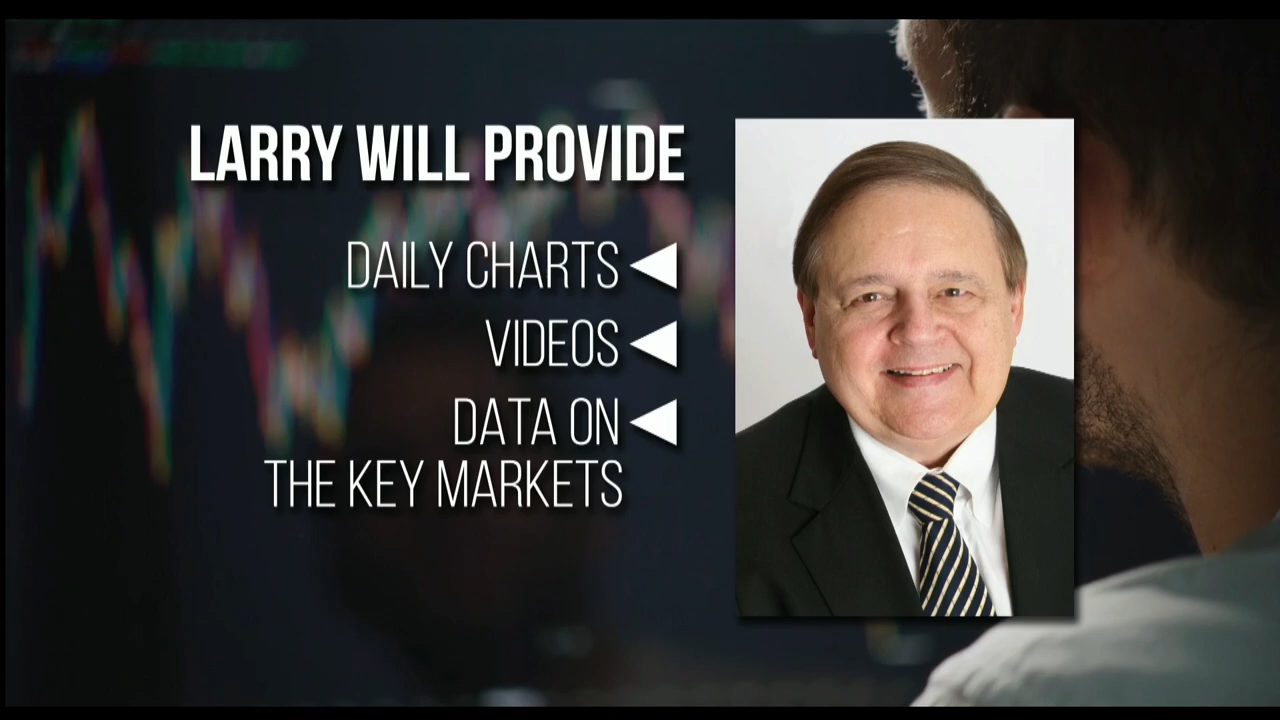 LARRY WILL PROVIDE
DAILY CHARTS
VIDEOS
DATA ON
THE KEY MARKETS